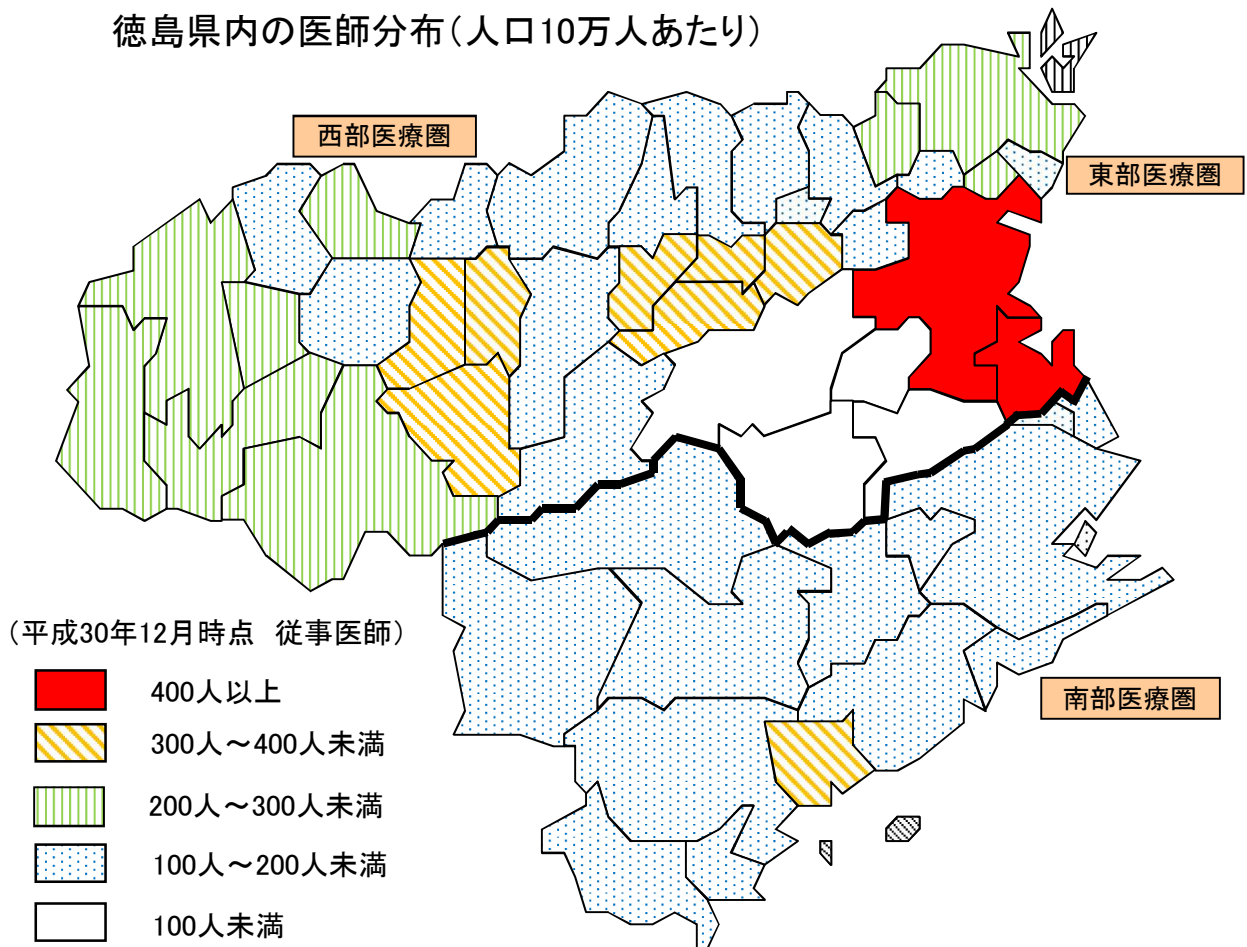 徳島県内の医師分布(人口10万人あたり)
西部医療圏
東部医療圏
(平成30年12月時点 従事医師)
400人以上
300人~400人未満
200人~300人未満
100人~200人未満
100人未満
南部医療圏